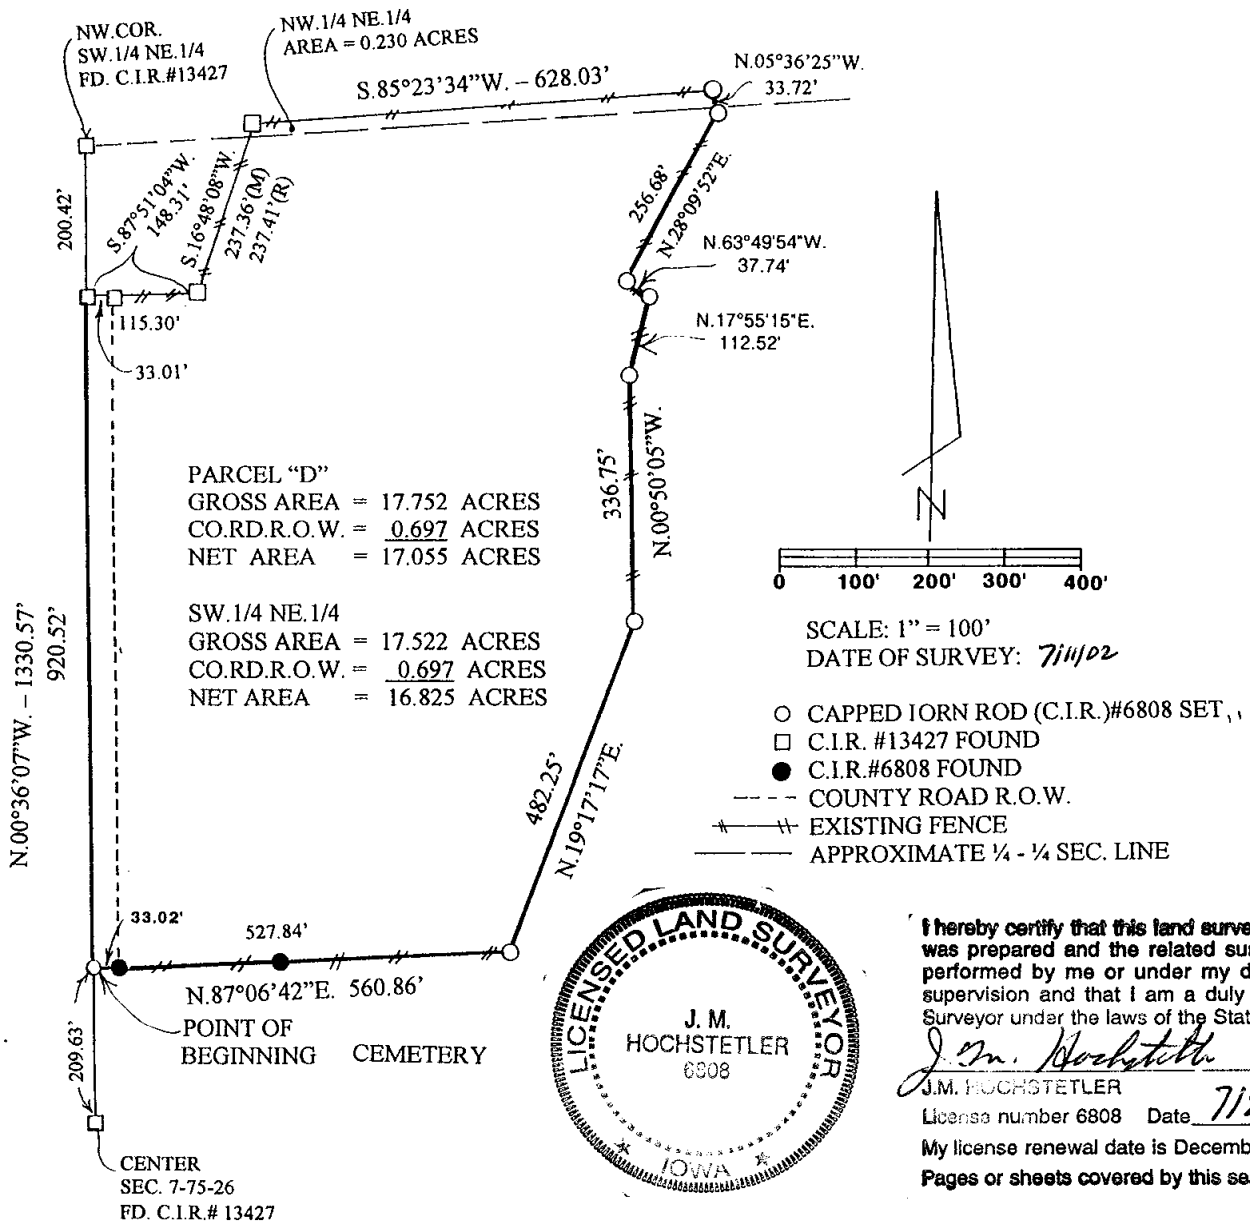 NW.COR.
SW.1/4 NE.1/4
FD. C.I.R.#13427
NW.1/4 NE.1/4
AREA = 0.230 ACRES
S.85°23'34"W. – 628.03'
N.05°36'25"W.
33.72'
200.42'
S.87°51'04"W.
148.31'
S.16°48'08"W.
237.36'(M)
237.41'(R)
256.68'
N.28°09'52"E.
N.63°49'54"W.
37.74'
N.17°55'15"E.
112.52'
115.30'
33.01'
336.75'
N.00°50'05"W.
PARCEL "D"
GROSS AREA = 17.752 ACRES
CO.RD.R.O.W. = 0.697 ACRES
NET AREA = 17.055 ACRES
SW.1/4 NE.1/4
GROSS AREA = 17.522 ACRES
CO.RD.R.O.W. = 0.697 ACRES
NET AREA = 16.825 ACRES
N.00°36'07"W. – 1330.57'
920.52'
N
0 100' 200' 300' 400'
SCALE: 1" = 100'
DATE OF SURVEY: 7/11/02
CAPPED IORN ROD (C.I.R.)#6808 SET
C.I.R. #13427 FOUND
C.I.R.#6808 FOUND
COUNTY ROAD R.O.W.
EXISTING FENCE
APPROXIMATE ¼ - ¼ SEC. LINE
482.25'
N.19°17'17"E.
33.02'
527.84'
N.87°06'42"E. 560.86'
POINT OF
BEGINNING CEMETERY
209.63'
CENTER
SEC. 7-75-26
FD. C.I.R.# 13427
LICENSED LAND SURVEYOR
J. M.
HOCHSTETLER
6808
IOWA
I hereby certify that this land surve
was prepared and the related sur
performed by me or under my d
supervision and that I am a duly
Surveyor under the laws of the Stat
J. M. Hochstetler
J.M. HOCHSTETLER
License number 6808 Date
My license renewal date is Decemb
Pages or sheets covered by this se